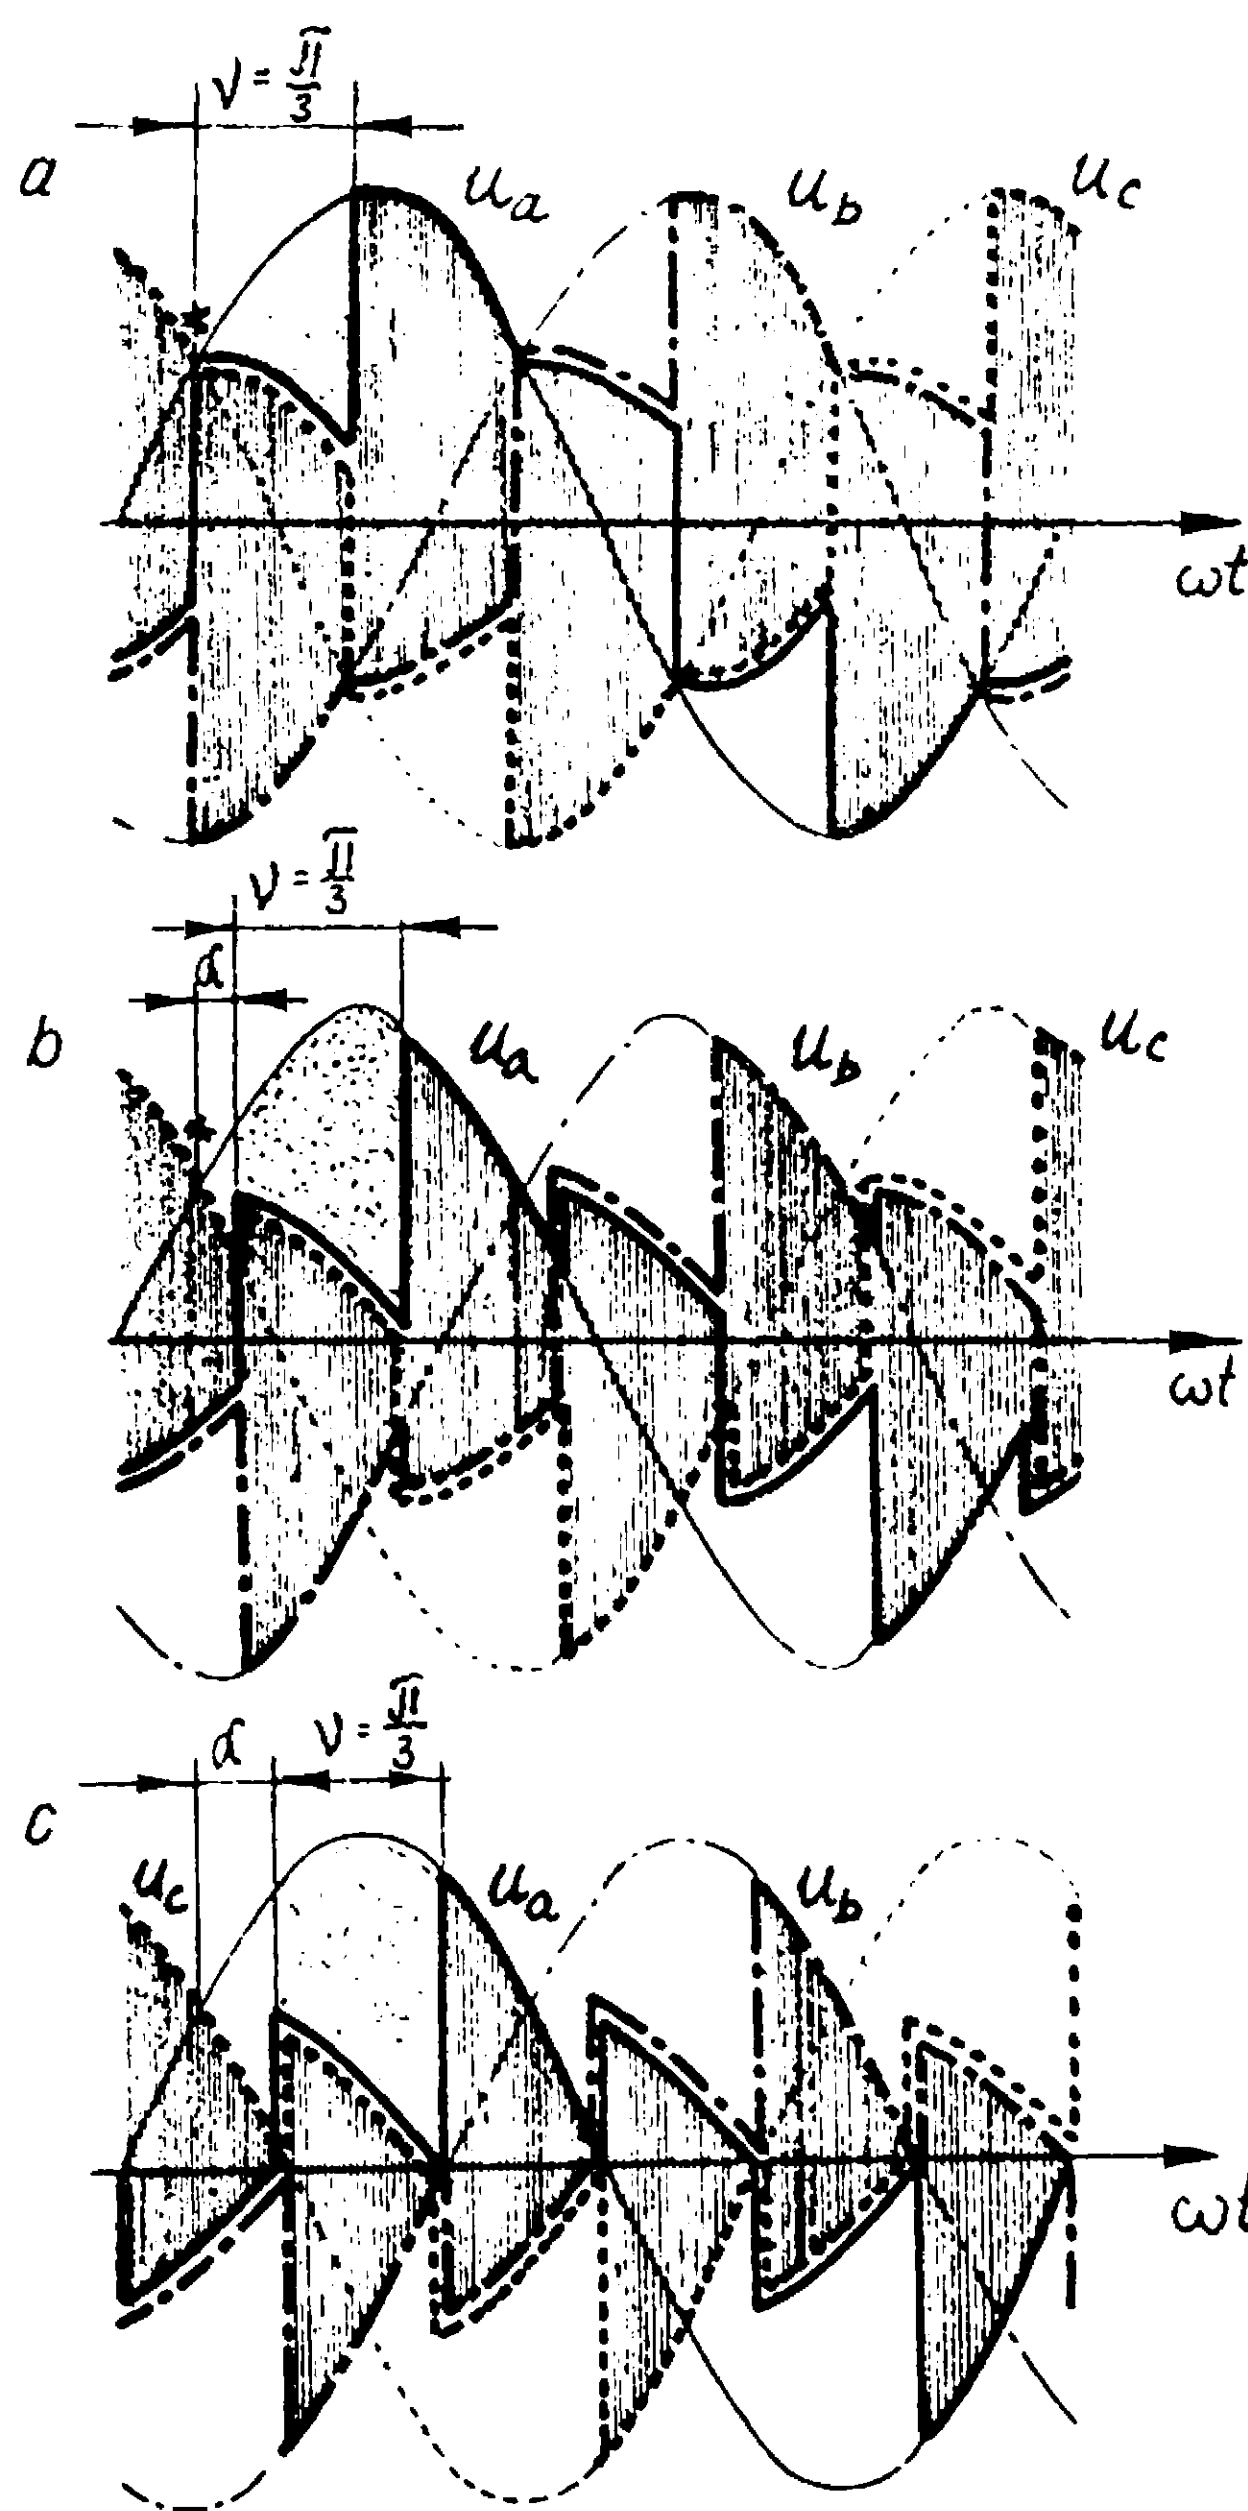 ν = π/3
a
u_a
u_b
u_c
ωt
ν = π/3
α
b
u_a
u_b
u_c
ωt
α
ν = π/3
c
u_c
u_a
u_b
ωt